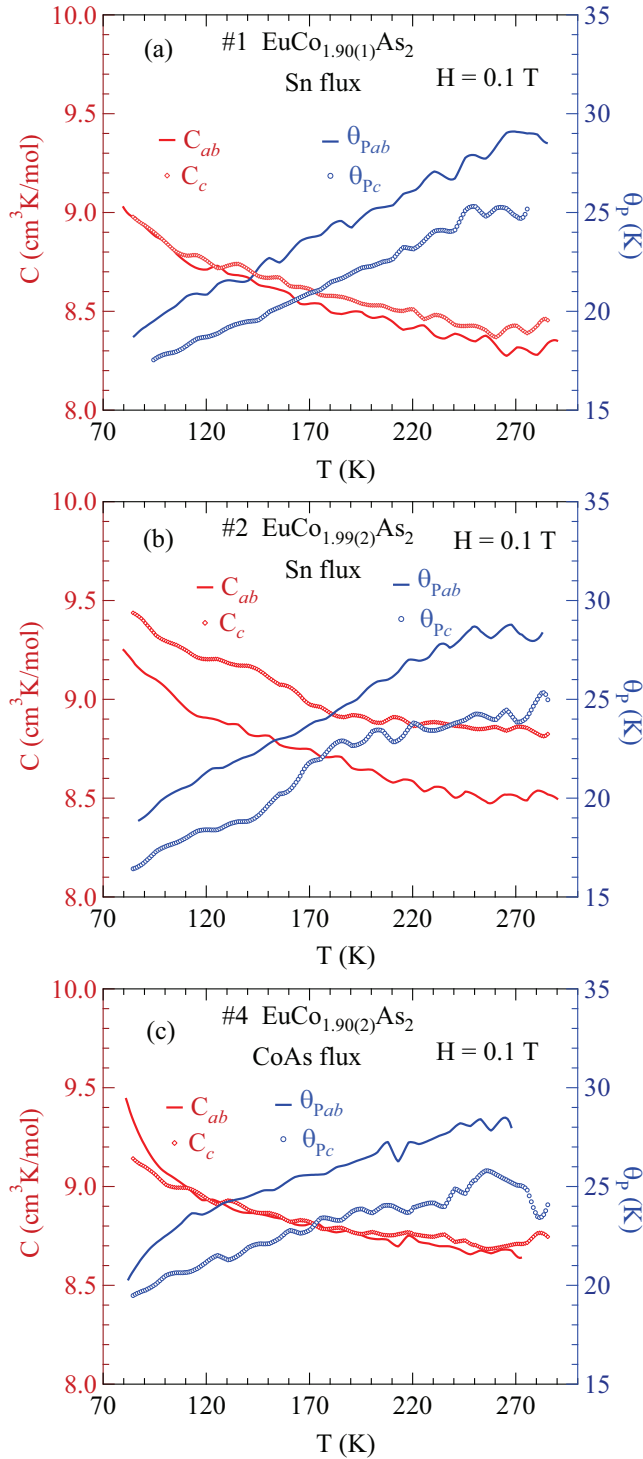 (a) #1 EuCo1.90(1)As2
Sn flux
H = 0.1 T
Cab
Cc
θPab
θPc
C (cm3K/mol)
10.0
9.5
9.0
8.5
8.0
θP (K)
35
30
25
20
15
70 120 170 220 270
T (K)
(b) #2 EuCo1.99(2)As2
Sn flux
H = 0.1 T
Cab
Cc
θPab
θPc
C (cm3K/mol)
10.0
9.5
9.0
8.5
8.0
θP (K)
35
30
25
20
15
70 120 170 220 270
T (K)
(c) #4 EuCo1.90(2)As2
CoAs flux
H = 0.1 T
Cab
Cc
θPab
θPc
C (cm3K/mol)
10.0
9.5
9.0
8.5
8.0
θP (K)
35
30
25
20
15
70 120 170 220 270
T (K)